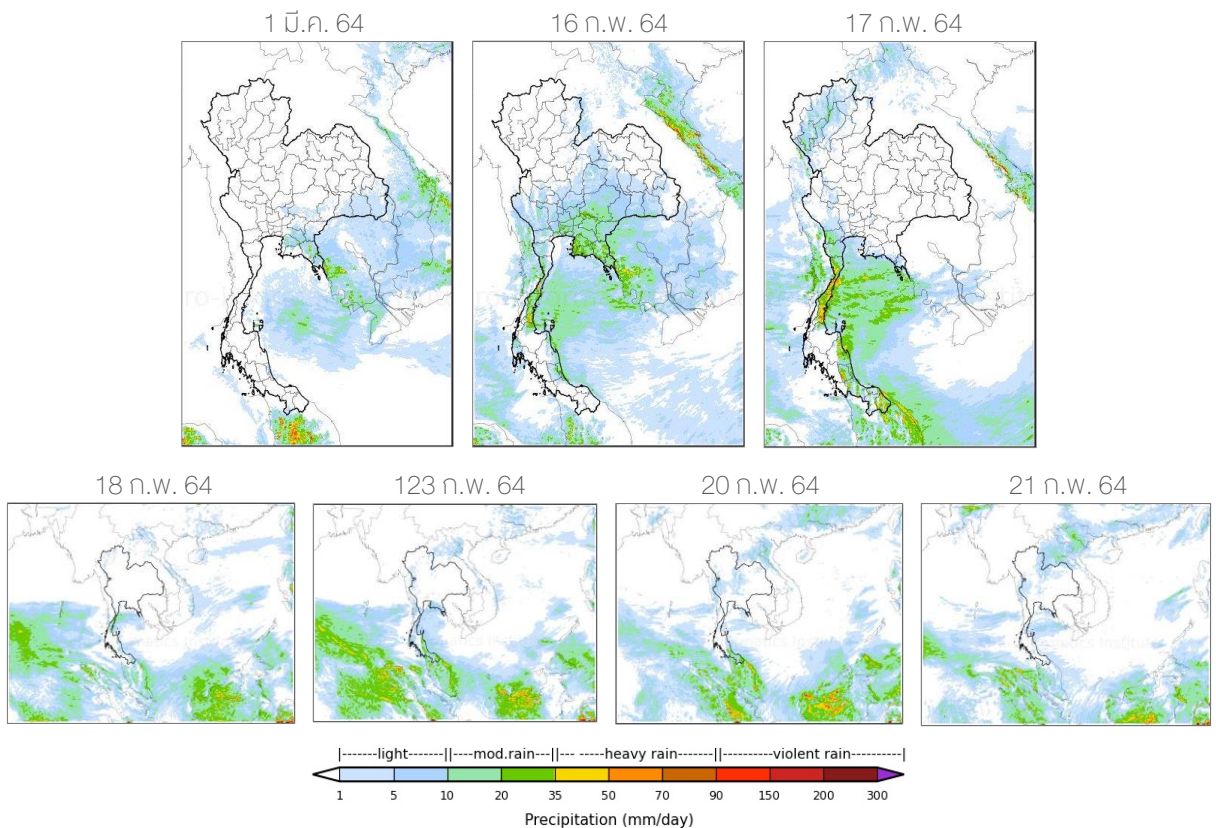 1 มี.ค. 64
16 ก.พ. 64
17 ก.พ. 64
18 ก.พ. 64
123 ก.พ. 64
20 ก.พ. 64
21 ก.พ. 64
|------light-------||----mod.rain---||--- -----heavy rain-------||---------violent rain----------|
1 5 10 20 35 50 70 90 150 200 300
Precipitation (mm/day)